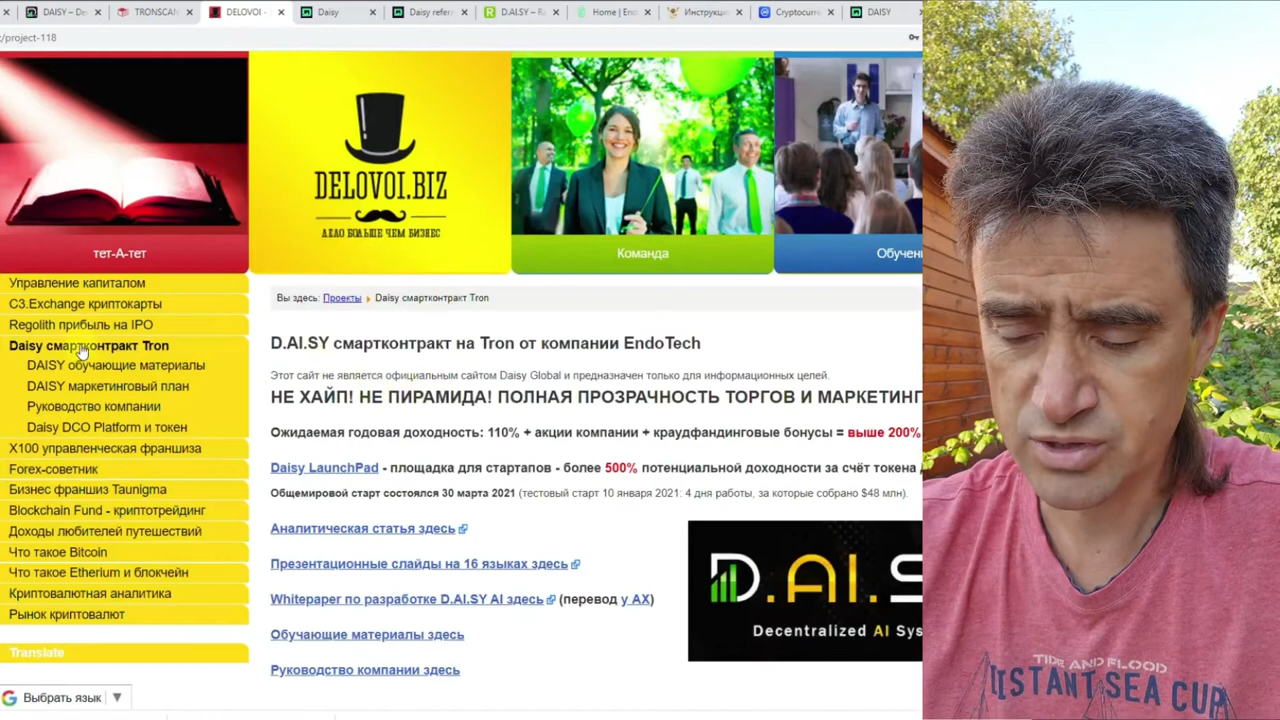 DAISY – De
TRONSCAN
DELOVOI -
Daisy
Daisy refer
D.AI.SY – R
Home | End
Инструкци
Cryptocurre
DAISY
/project-118
DELOVOI.BIZ
ДЕЛО БОЛЬШЕ ЧЕМ БИЗНЕС
тет-А-тет
Команда
Обучени
Управление капиталом
C3.Exchange криптокарты
Regolith прибыль на IPO
Daisy смартконтракт Tron
DAISY обучающие материалы
DAISY маркетинговый план
Руководство компании
Daisy DCO Platform и токен
X100 управленческая франшиза
Forex-советник
Бизнес франшиз Taunigma
Blockchain Fund - криптотрейдинг
Доходы любителей путешествий
Что такое Bitcoin
Что такое Etherium и блокчейн
Криптовалютная аналитика
Рынок криптовалют
Translate
Выбрать язык ▼
Вы здесь: Проекты Daisy смартконтракт Tron
D.AI.SY смартконтракт на Tron от компании EndoTech
Этот сайт не является официальным сайтом Daisy Global и предназначен только для информационных целей.
НЕ ХАЙП! НЕ ПИРАМИДА! ПОЛНАЯ ПРОЗРАЧНОСТЬ ТОРГОВ И МАРКЕТИНГ
Ожидаемая годовая доходность: 110% + акции компании + краудфандинговые бонусы = выше 200%
Daisy LaunchPad - площадка для стартапов - более 500% потенциальной доходности за счёт токена
Общемировой старт состоялся 30 марта 2021 (тестовый старт 10 января 2021: 4 дня работы, за которые собрано $48 млн).
Аналитическая статья здесь
Презентационные слайды на 16 языках здесь
Whitepaper по разработке D.AI.SY AI здесь (перевод у АХ)
Обучающие материалы здесь
Руководство компании здесь
D.AI.S
Decentralized AI Sys
TIDE AND FLOOD
DISTANT SEA CUP